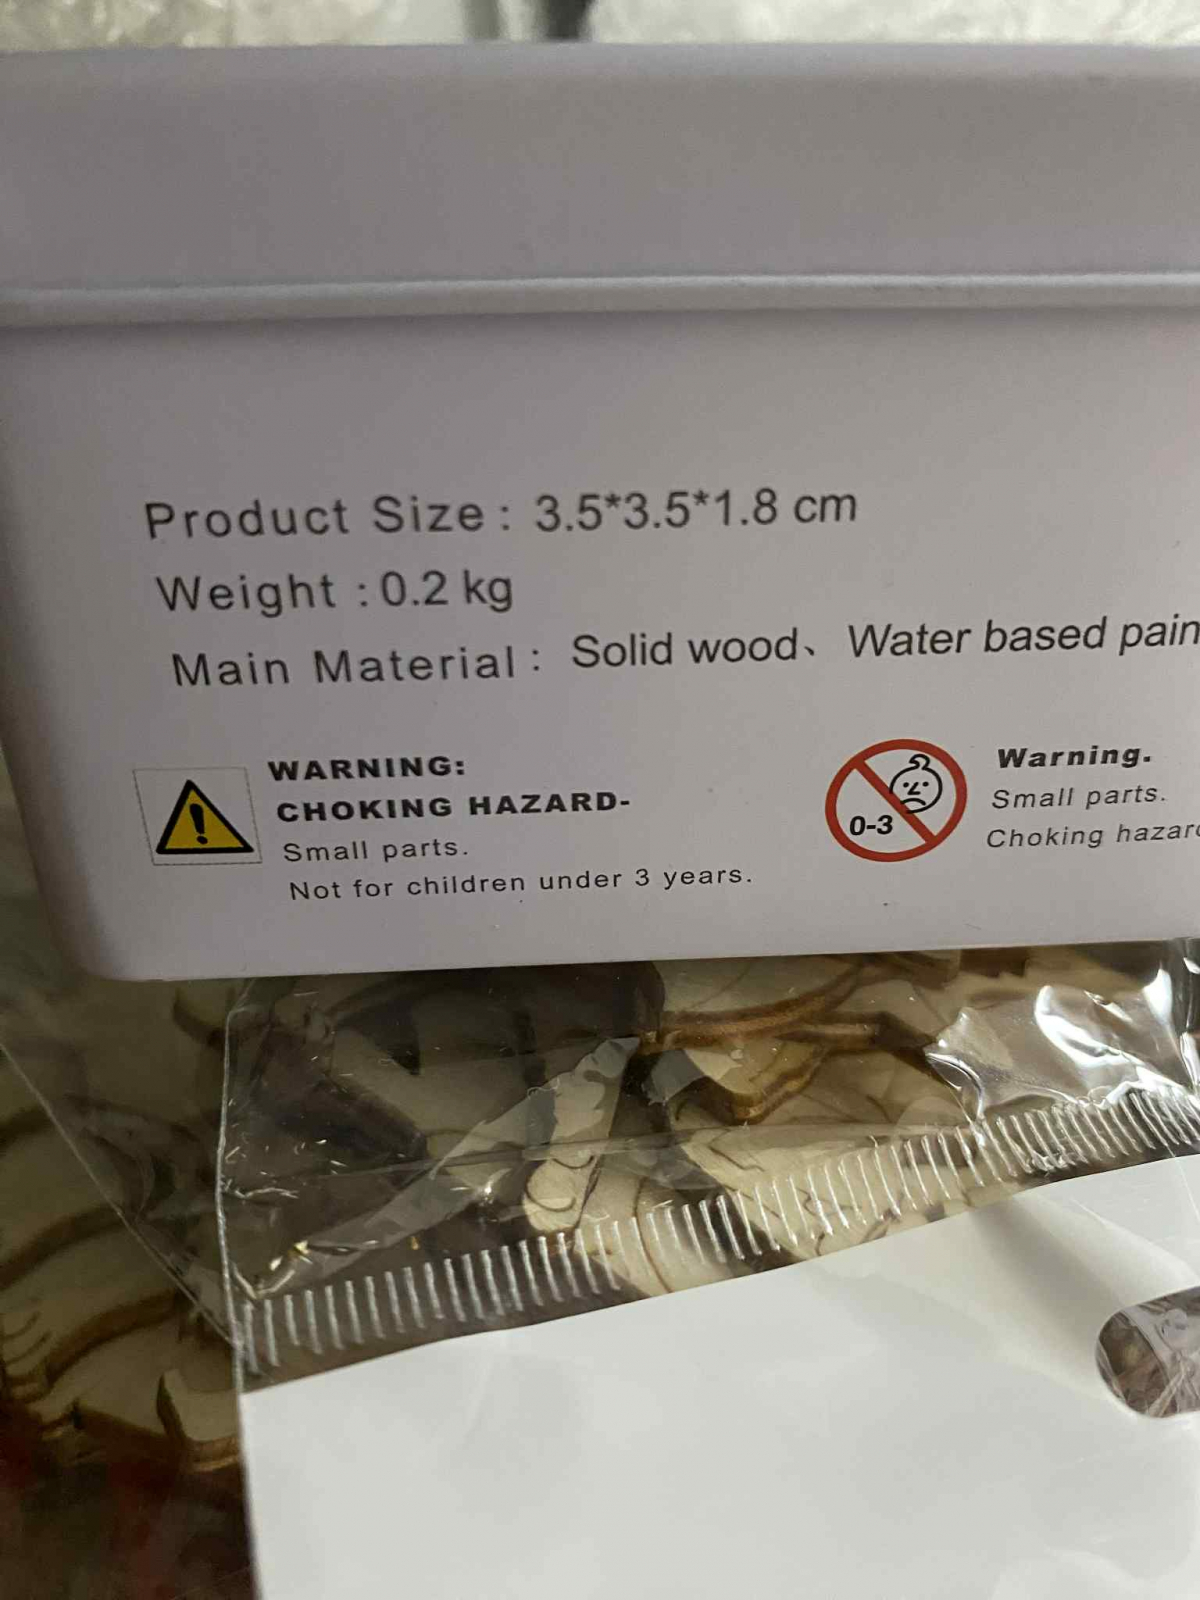 Product Size : 3.5*3.5*1.8 cm
Weight : 0.2 kg
Main Material : Solid wood、 Water based pain
WARNING:
CHOKING HAZARD-
Small parts.
Not for children under 3 years.
0-3
Warning.
Small parts.
Choking hazard